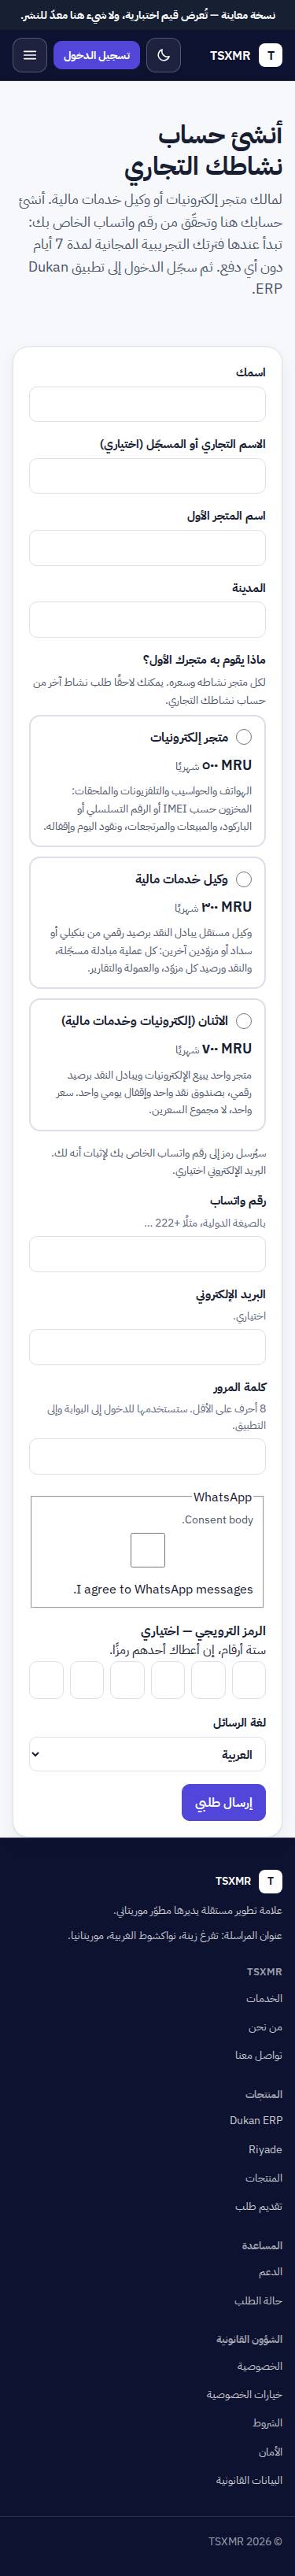 نسخة معاينة — تُعرض قيم اختبارية، ولا شيء هنا معدّ للنشر.
T TSXMR
تسجيل الدخول
أنشئ حساب
نشاطك التجاري
لمالك متجر إلكترونيات أو وكيل خدمات مالية. أنشئ
حسابك هنا وتحقّق من رقم واتساب الخاص بك:
تبدأ عندها فترتك التجريبية المجانية لمدة 7 أيام
دون أي دفع. ثم سجّل الدخول إلى تطبيق Dukan
ERP.
اسمك
الاسم التجاري أو المسجّل (اختياري)
اسم المتجر الأول
المدينة
ماذا يقوم به متجرك الأول؟
لكل متجر نشاطه وسعره. يمكنك لاحقًا طلب نشاط آخر من
حسابات نشاطك التجاري.
متجر إلكترونيات
٥٠٠ MRU شهريًا
الهواتف والحواسيب والتلفزيونات والملحقات:
المخزون حسب IMEI أو الرقم التسلسلي أو
الباركود، والمبيعات والمرتجعات، ونقود اليوم وإقفاله.
وكيل خدمات مالية
٣٠٠ MRU شهريًا
وكيل مستقل يبادل النقد برصيد رقمي من بنكيلي أو
سداد أو مزوّدين آخرين: كل عملية مبادلة مسجّلة،
والنقد ورصيد كل مزوّد، والعمولة والتقارير.
الاثنان (إلكترونيات وخدمات مالية)
٧٠٠ MRU شهريًا
متجر واحد يبيع الإلكترونيات ويبادل النقد برصيد
رقمي، بصندوق نقد واحد وإقفال يومي واحد. سعر
واحد، لا مجموع السعرين.
سيُرسل رمز إلى رقم واتساب الخاص بك لإثبات أنه لك.
البريد الإلكتروني اختياري.
رقم واتساب
بالصيغة الدولية، مثلًا +222 …
البريد الإلكتروني
اختياري.
كلمة المرور
8 أحرف على الأقل. ستستخدمها للدخول إلى البوابة وإلى
التطبيق.
WhatsApp
Consent body.
I agree to WhatsApp messages.
الرمز الترويجي — اختياري
ستة أرقام، إن أعطاك أحدهم رمزًا.
لغة الرسائل
العربية
إرسال طلبي
T TSXMR
علامة تطوير مستقلة يديرها مطوّر موريتاني.
عنوان المراسلة: تفرغ زينة، نواكشوط الغربية، موريتانيا.
TSXMR
الخدمات
من نحن
تواصل معنا
المنتجات
Dukan ERP
Riyade
المنتجات
تقديم طلب
المساعدة
الدعم
حالة الطلب
الشؤون القانونية
الخصوصية
خيارات الخصوصية
الشروط
الأمان
البيانات القانونية
© 2026 TSXMR